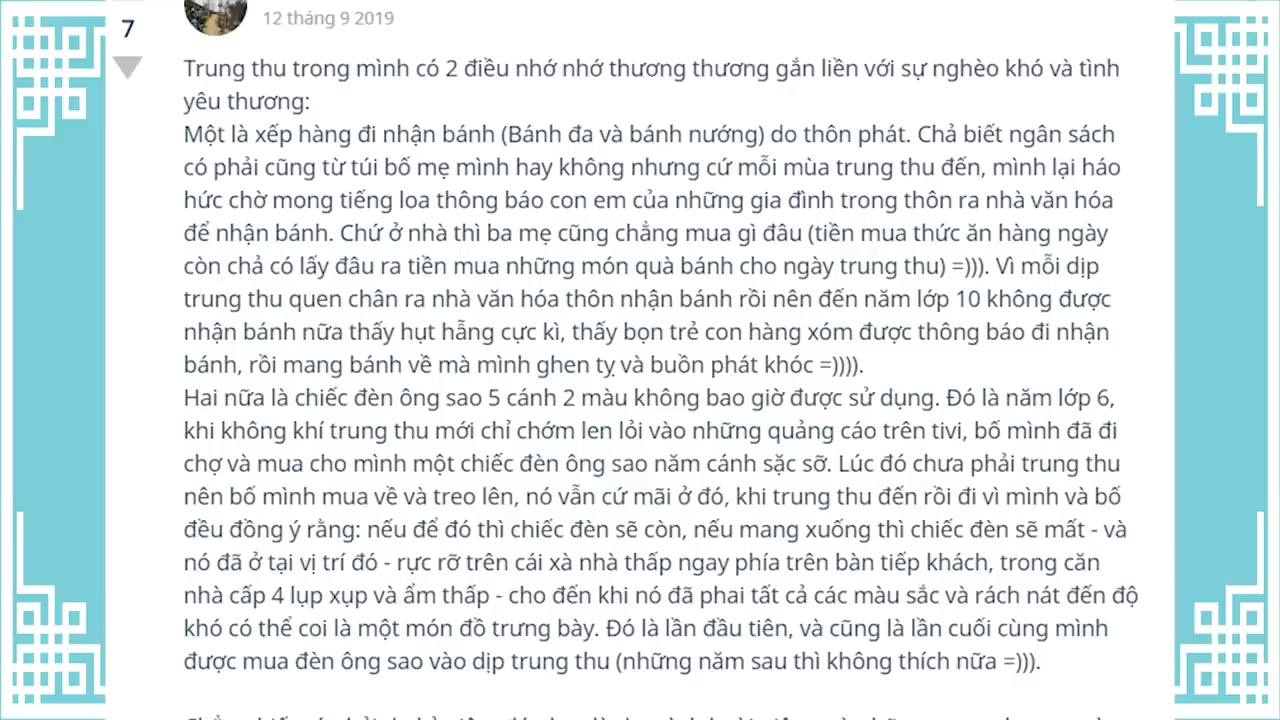 7
12 tháng 9 2019
Trung thu trong mình có 2 điều nhớ nhớ thương thương gắn liền với sự nghèo khó và tình
yêu thương:
Một là xếp hàng đi nhận bánh (Bánh đa và bánh nướng) do thôn phát. Chả biết ngân sách
có phải cũng từ túi bố mẹ mình hay không nhưng cứ mỗi mùa trung thu đến, mình lại háo
hức chờ mong tiếng loa thông báo con em của những gia đình trong thôn ra nhà văn hóa
để nhận bánh. Chứ ở nhà thì ba mẹ cũng chẳng mua gì đâu (tiền mua thức ăn hàng ngày
còn chả có lấy đâu ra tiền mua những món quà bánh cho ngày trung thu) =))). Vì mỗi dịp
trung thu quen chân ra nhà văn hóa thôn nhận bánh rồi nên đến năm lớp 10 không được
nhận bánh nữa thấy hụt hẫng cực kì, thấy bọn trẻ con hàng xóm được thông báo đi nhận
bánh, rồi mang bánh về mà mình ghen tỵ và buồn phát khóc =)))).
Hai nữa là chiếc đèn ông sao 5 cánh 2 màu không bao giờ được sử dụng. Đó là năm lớp 6,
khi không khí trung thu mới chỉ chớm len lỏi vào những quảng cáo trên tivi, bố mình đã đi
chợ và mua cho mình một chiếc đèn ông sao năm cánh sặc sỡ. Lúc đó chưa phải trung thu
nên bố mình mua về và treo lên, nó vẫn cứ mãi ở đó, khi trung thu đến rồi đi vì mình và bố
đều đồng ý rằng: nếu để đó thì chiếc đèn sẽ còn, nếu mang xuống thì chiếc đèn sẽ mất - và
nó đã ở tại vị trí đó - rực rỡ trên cái xà nhà thấp ngay phía trên bàn tiếp khách, trong căn
nhà cấp 4 lụp xụp và ẩm thấp - cho đến khi nó đã phai tất cả các màu sắc và rách nát đến độ
khó có thể coi là một món đồ trưng bày. Đó là lần đầu tiên, và cũng là lần cuối cùng mình
được mua đèn ông sao vào dịp trung thu (những năm sau thì không thích nữa =))).